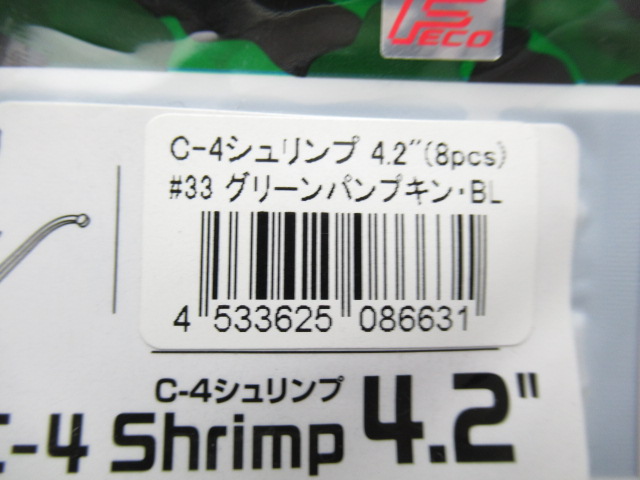 FECO
C-4シュリンプ 4.2"(8pcs)
#33 グリーンパンプキン・BL
4 533625 086631
C-4シュリンプ
C-4 Shrimp 4.2"